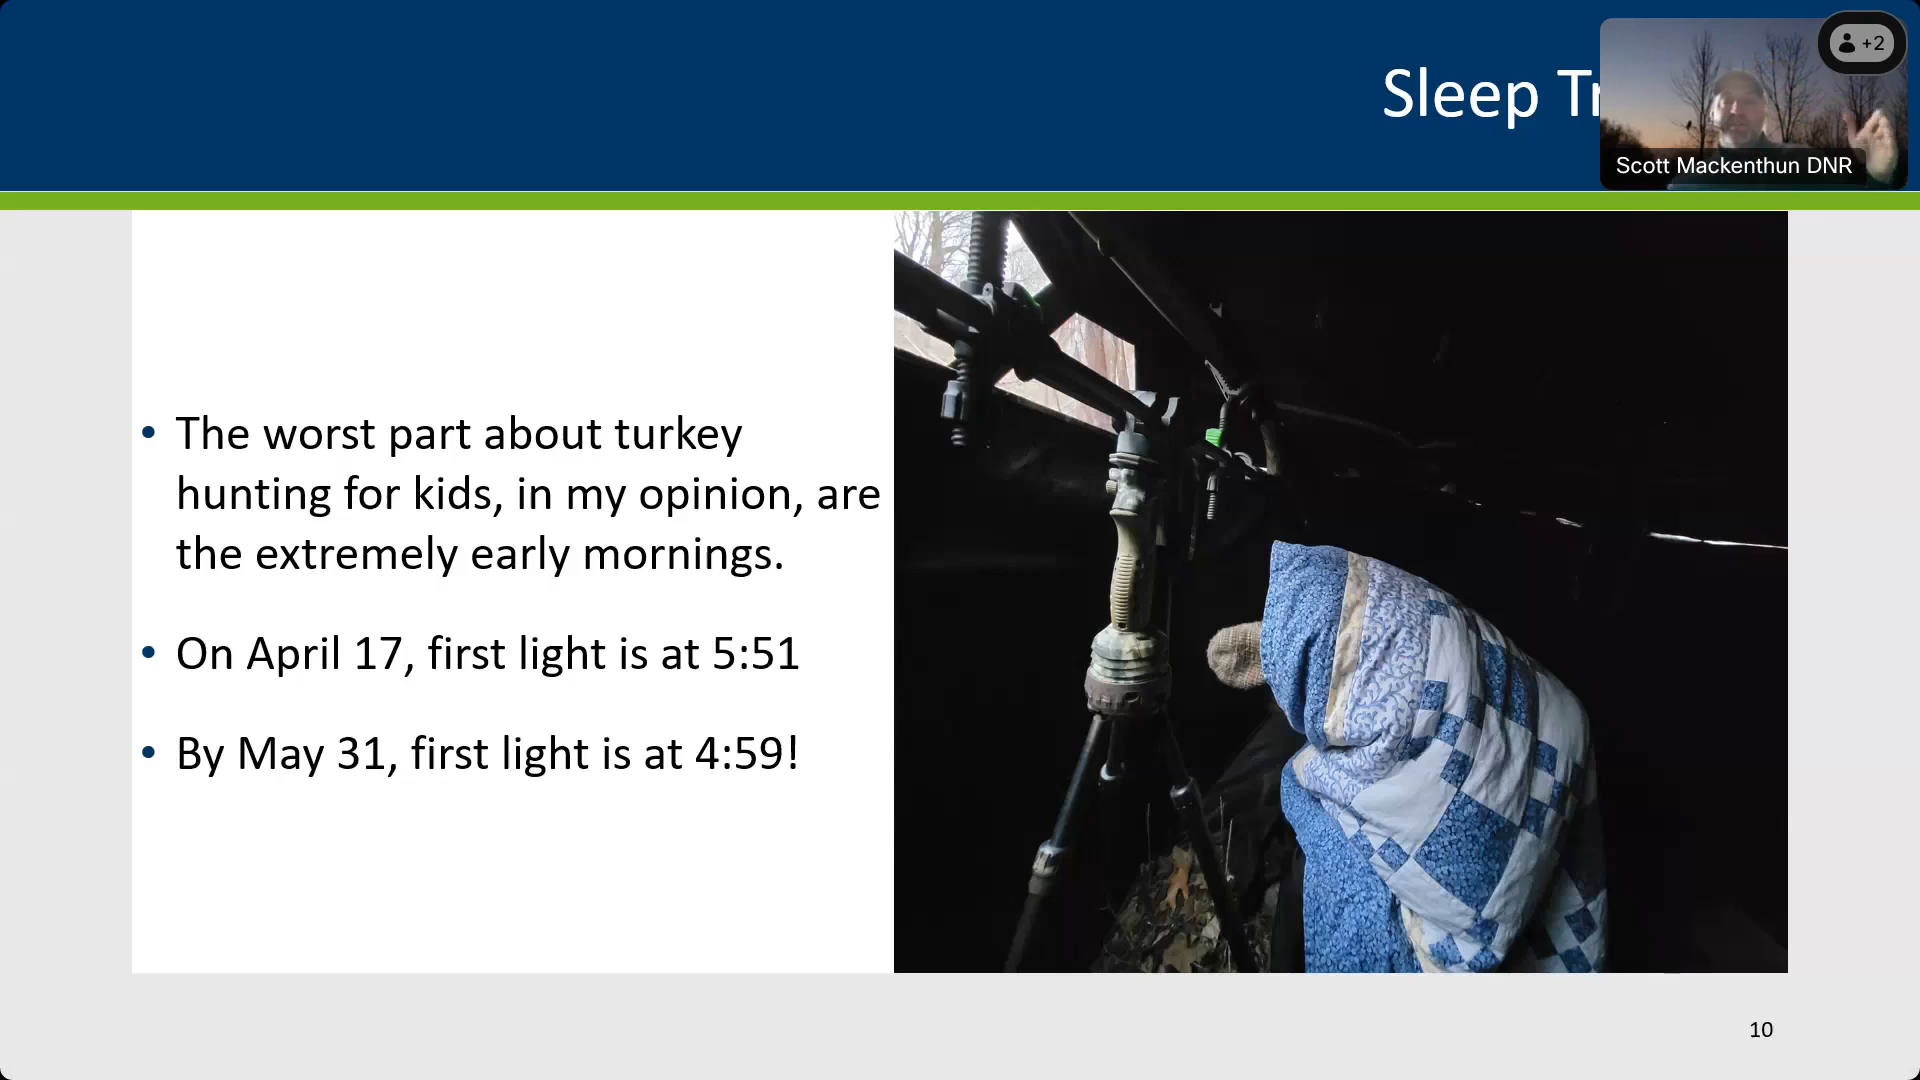 Sleep
+2
Scott Mackenthun DNR
• The worst part about turkey
hunting for kids, in my opinion, are
the extremely early mornings.
• On April 17, first light is at 5:51
• By May 31, first light is at 4:59!
10